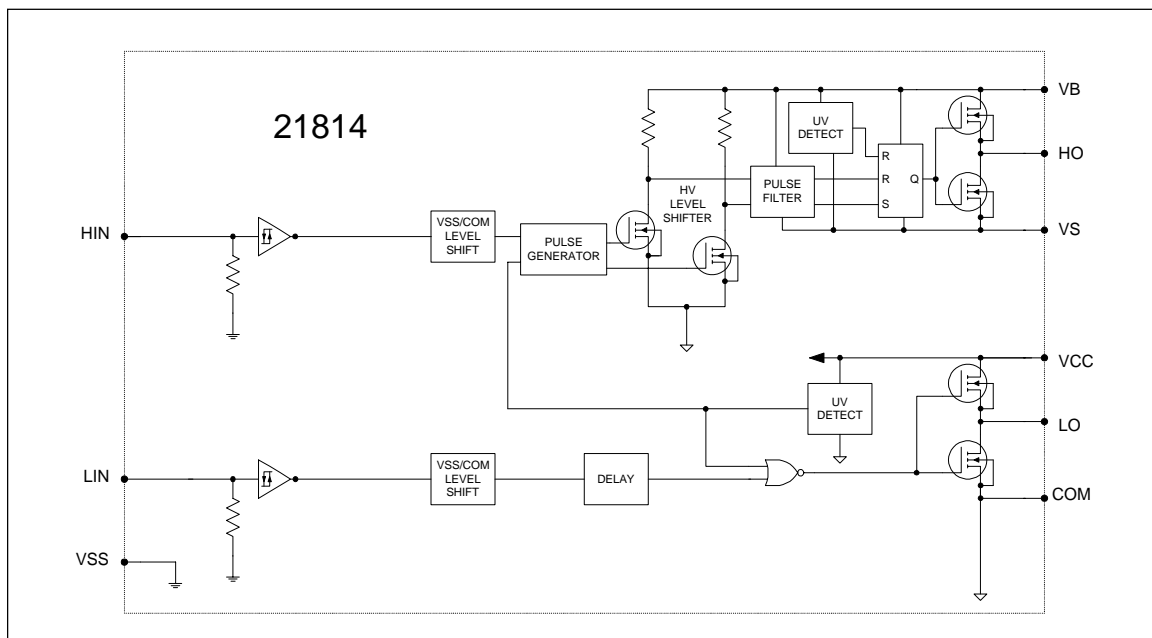 21814
VB
UV
DETECT
HO
R
R
Q
S
PULSE
FILTER
HV
LEVEL
SHIFTER
VS
HIN
VSS/COM
LEVEL
SHIFT
PULSE
GENERATOR
VCC
UV
DETECT
LO
LIN
VSS/COM
LEVEL
SHIFT
DELAY
COM
VSS